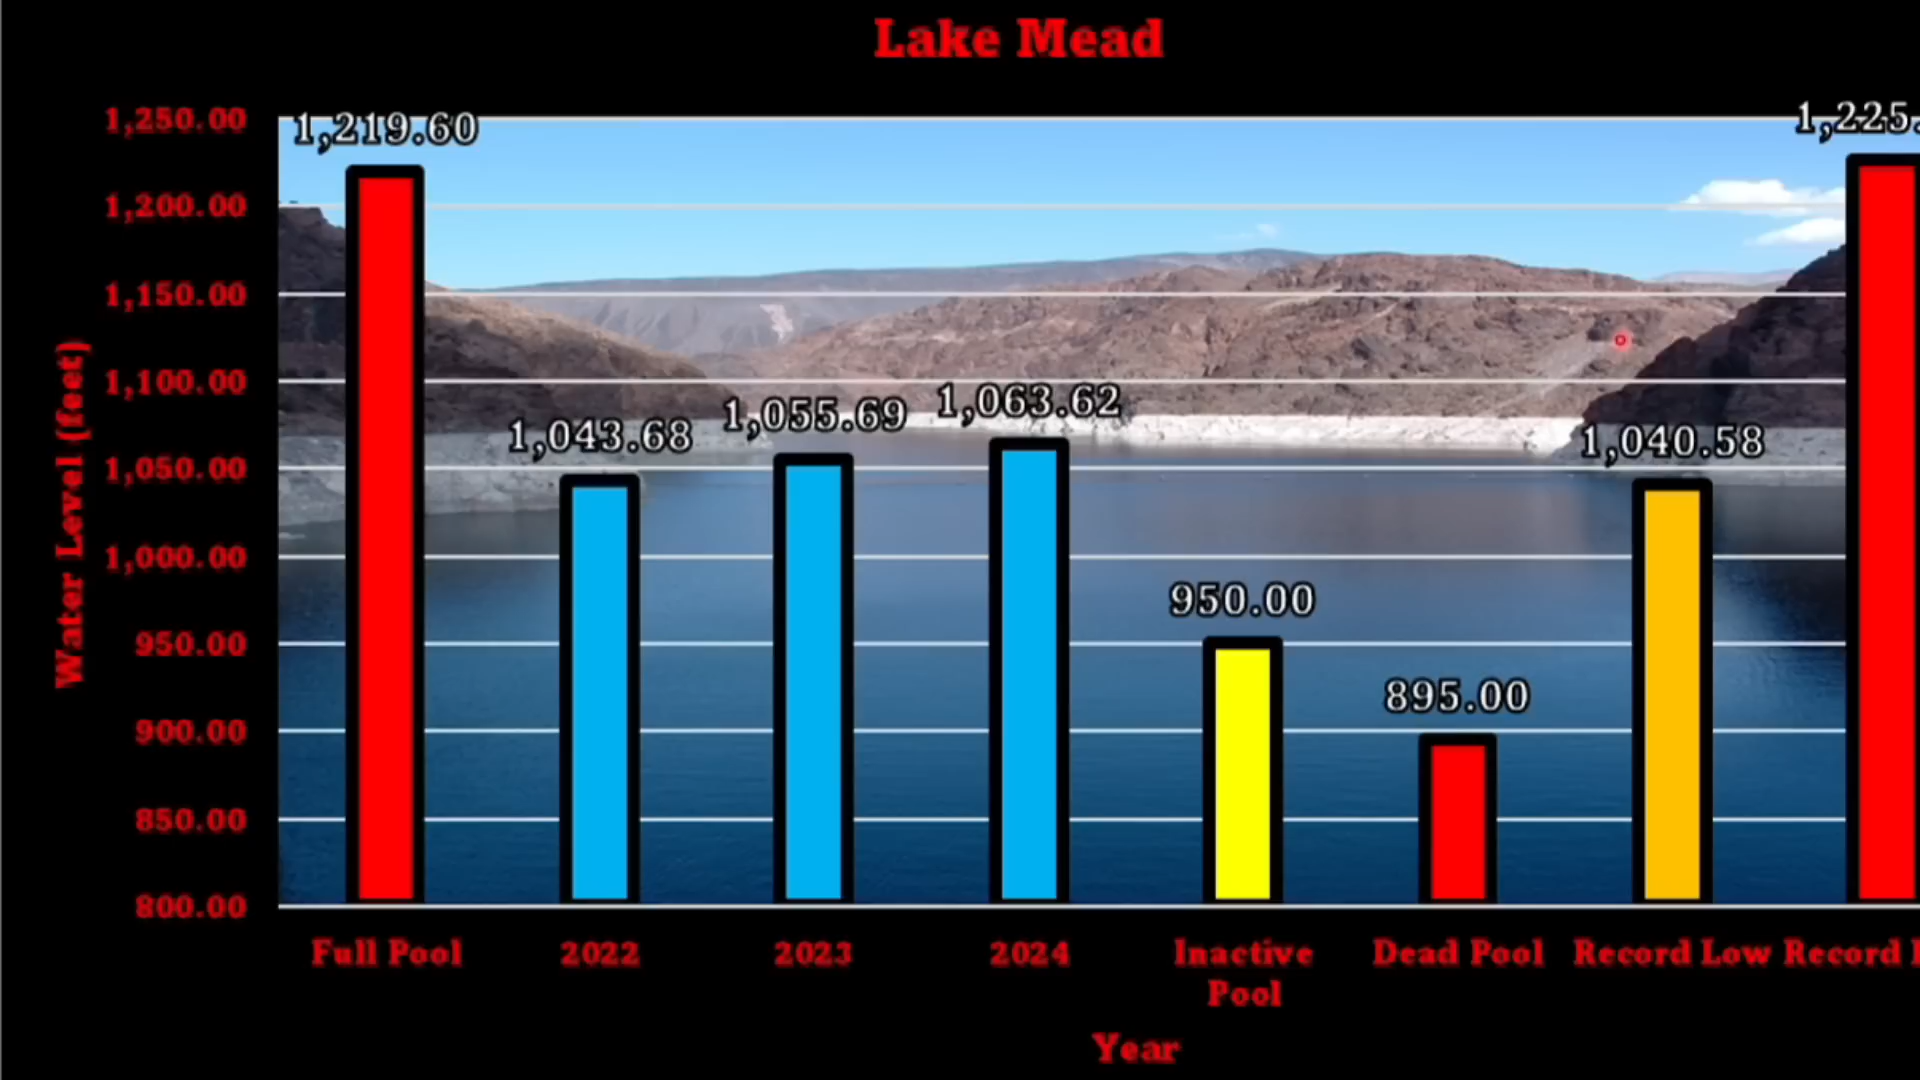 Lake Mead
1,250.00
1,200.00
1,150.00
1,100.00
1,050.00
1,000.00
950.00
900.00
850.00
800.00
Water Level (feet)
1,219.60
1,043.68
1,055.69
1,063.62
950.00
895.00
1,040.58
1,225.
Full Pool
2022
2023
2024
Inactive
Pool
Dead Pool
Record Low
Record
Year